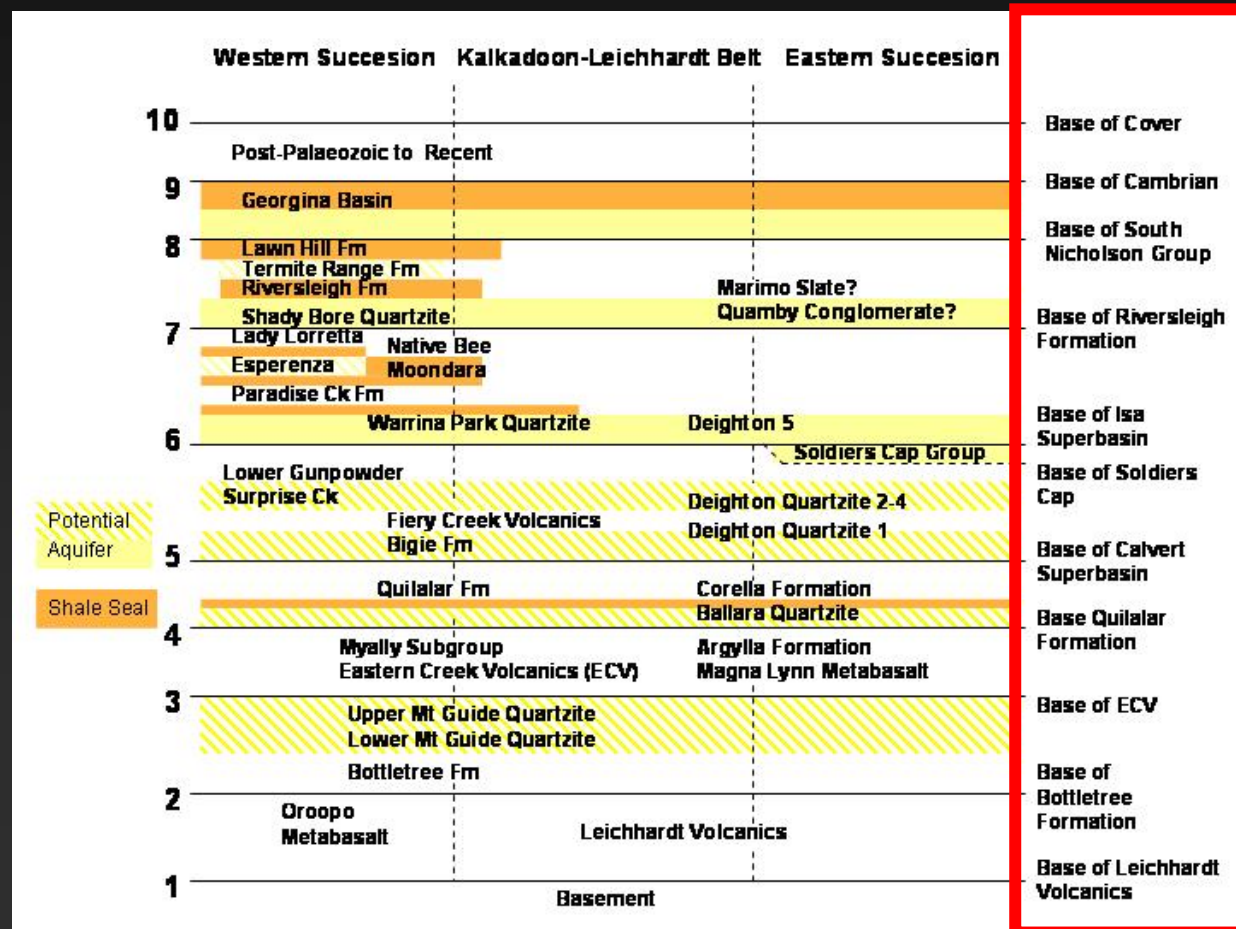 Western Succesion Kalkadoon-Leichhardt Belt Eastern Succesion
10
Base of Cover
Post-Palaeozoic to Recent
9
Base of Cambrian
Georgina Basin
8
Base of South
Nicholson Group
Lawn Hill Fm
Termite Range Fm
Riversleigh Fm
Marimo Slate?
Shady Bore Quartzite
Quamby Conglomerate?
7
Base of Riversleigh
Formation
Lady Lorretta
Native Bee
Esperenza
Moondara
Paradise Ck Fm
Warrina Park Quartzite
Deighton 5
6
Base of Isa
Superbasin
Soldiers Cap Group
Base of Soldiers
Cap
Lower Gunpowder
Surprise Ck
Deighton Quartzite 2-4
Potential
Aquifer
Fiery Creek Volcanics
Bigie Fm
Deighton Quartzite 1
5
Base of Calvert
Superbasin
Quilalar Fm
Corella Formation
Shale Seal
Ballara Quartzite
4
Base Quilalar
Formation
Myally Subgroup
Argylla Formation
Eastern Creek Volcanics (ECV)
Magna Lynn Metabasalt
3
Base of ECV
Upper Mt Guide Quartzite
Lower Mt Guide Quartzite
Bottletree Fm
2
Base of
Bottletree
Formation
Oroopo
Metabasalt
Leichhardt Volcanics
1
Base of Leichhardt
Volcanics
Basement